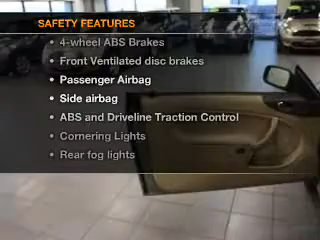 SAFETY FEATURES
• 4-wheel ABS Brakes
• Front Ventilated disc brakes
• Passenger Airbag
• Side airbag
• ABS and Driveline Traction Control
• Cornering Lights
• Rear fog lights